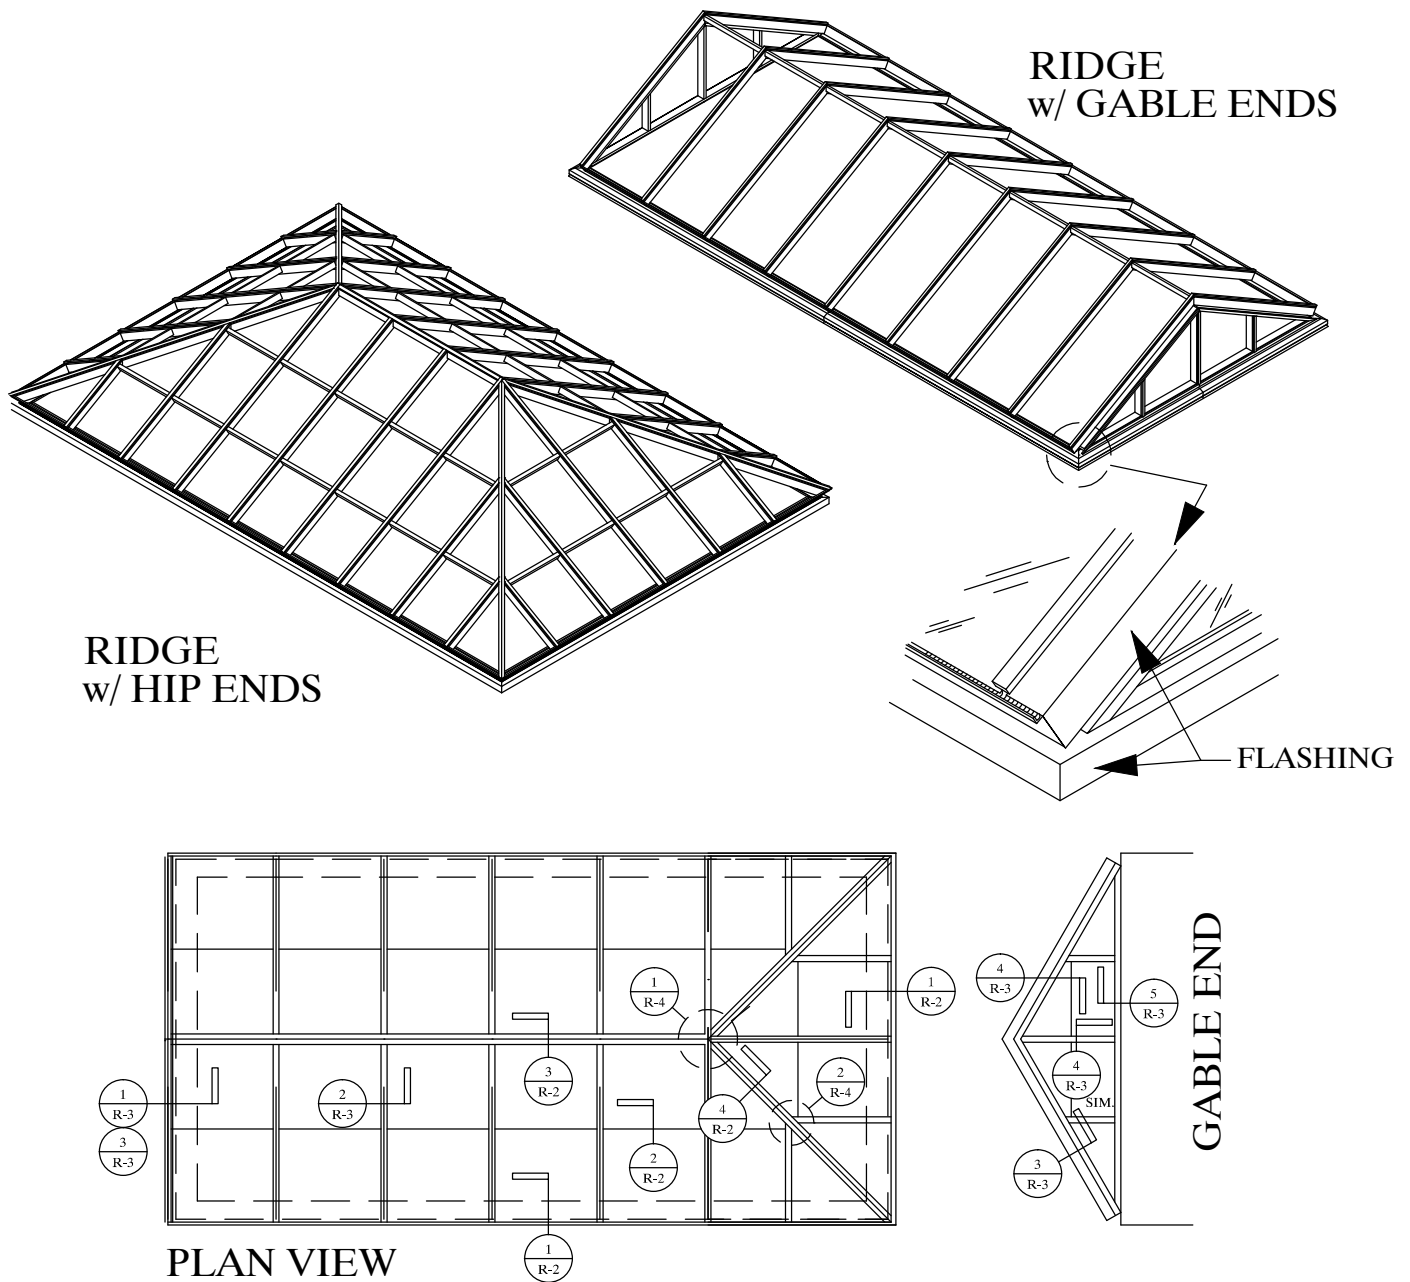 RIDGE
w/ GABLE ENDS
RIDGE
w/ HIP ENDS
FLASHING
1
R-4
1
R-2
3
R-2
2
R-4
1
R-3
3
R-3
2
R-3
4
R-2
2
R-2
1
R-2
PLAN VIEW
4
R-3
5
R-3
4
R-3
SIM.
3
R-3
GABLE END